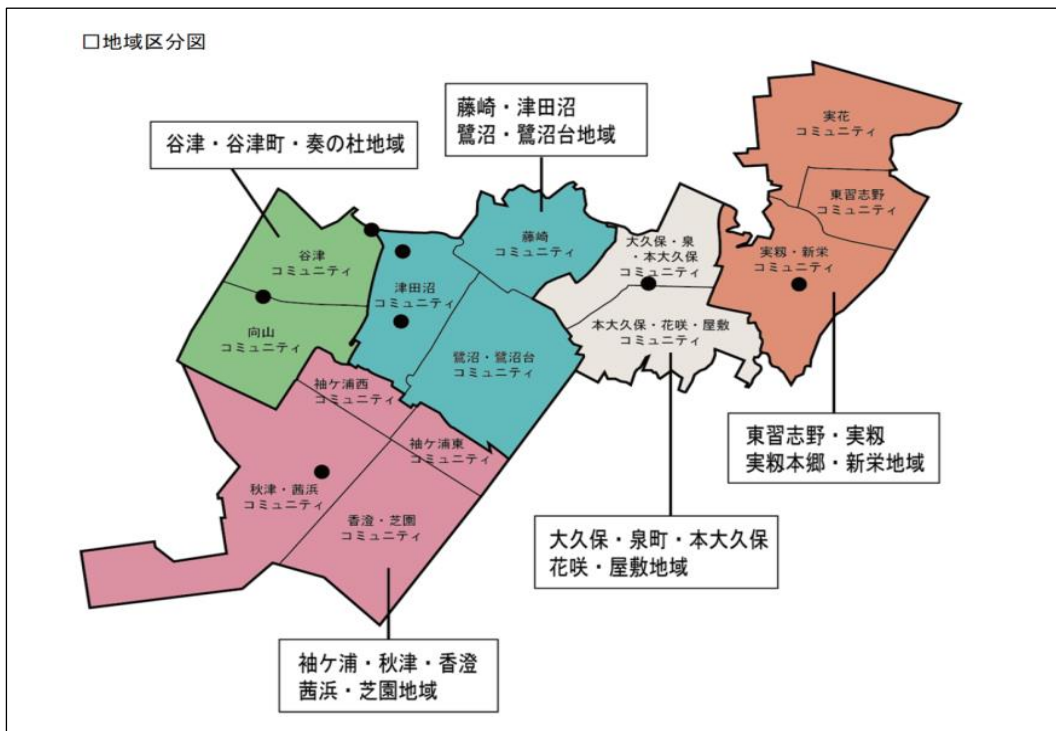 □地域区分図
藤崎・津田沼
鷺沼・鷺沼台地域
谷津・谷津町・奏の杜地域
実花
コミュニティ
東習志野
コミュニティ
藤崎
コミュニティ
大久保・泉
・本大久保
コミュニティ
実籾・新栄
コミュニティ
谷津
コミュニティ
津田沼
コミュニティ
向山
コミュニティ
本大久保・花咲・屋敷
コミュニティ
鷺沼・鷺沼台
コミュニティ
袖ケ浦西
コミュニティ
袖ケ浦東
コミュニティ
東習志野・実籾
実籾本郷・新栄地域
秋津・茜浜
コミュニティ
香澄・芝園
コミュニティ
大久保・泉町・本大久保
花咲・屋敷地域
袖ケ浦・秋津・香澄
茜浜・芝園地域